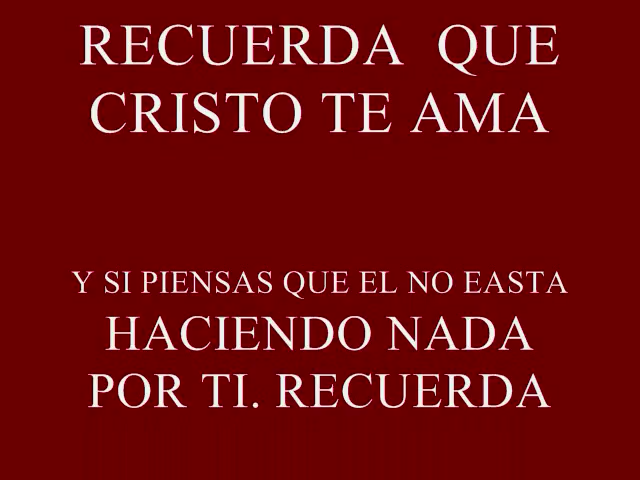 RECUERDA QUE
CRISTO TE AMA
Y SI PIENSAS QUE EL NO EASTA
HACIENDO NADA
POR TI. RECUERDA